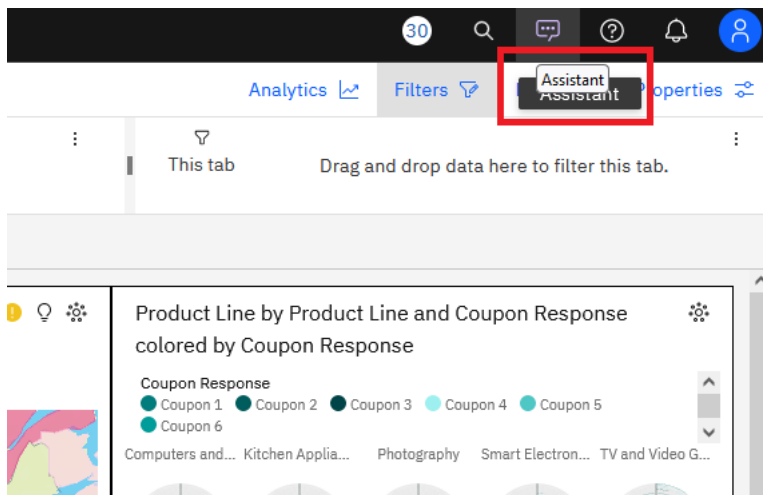 30
Assistant
Assistant
Analytics Filters operties
This tab Drag and drop data here to filter this tab.
Product Line by Product Line and Coupon Response
colored by Coupon Response
Coupon Response
Coupon 1 Coupon 2 Coupon 3 Coupon 4 Coupon 5
Coupon 6
Computers and... Kitchen Applia... Photography Smart Electron... TV and Video G...